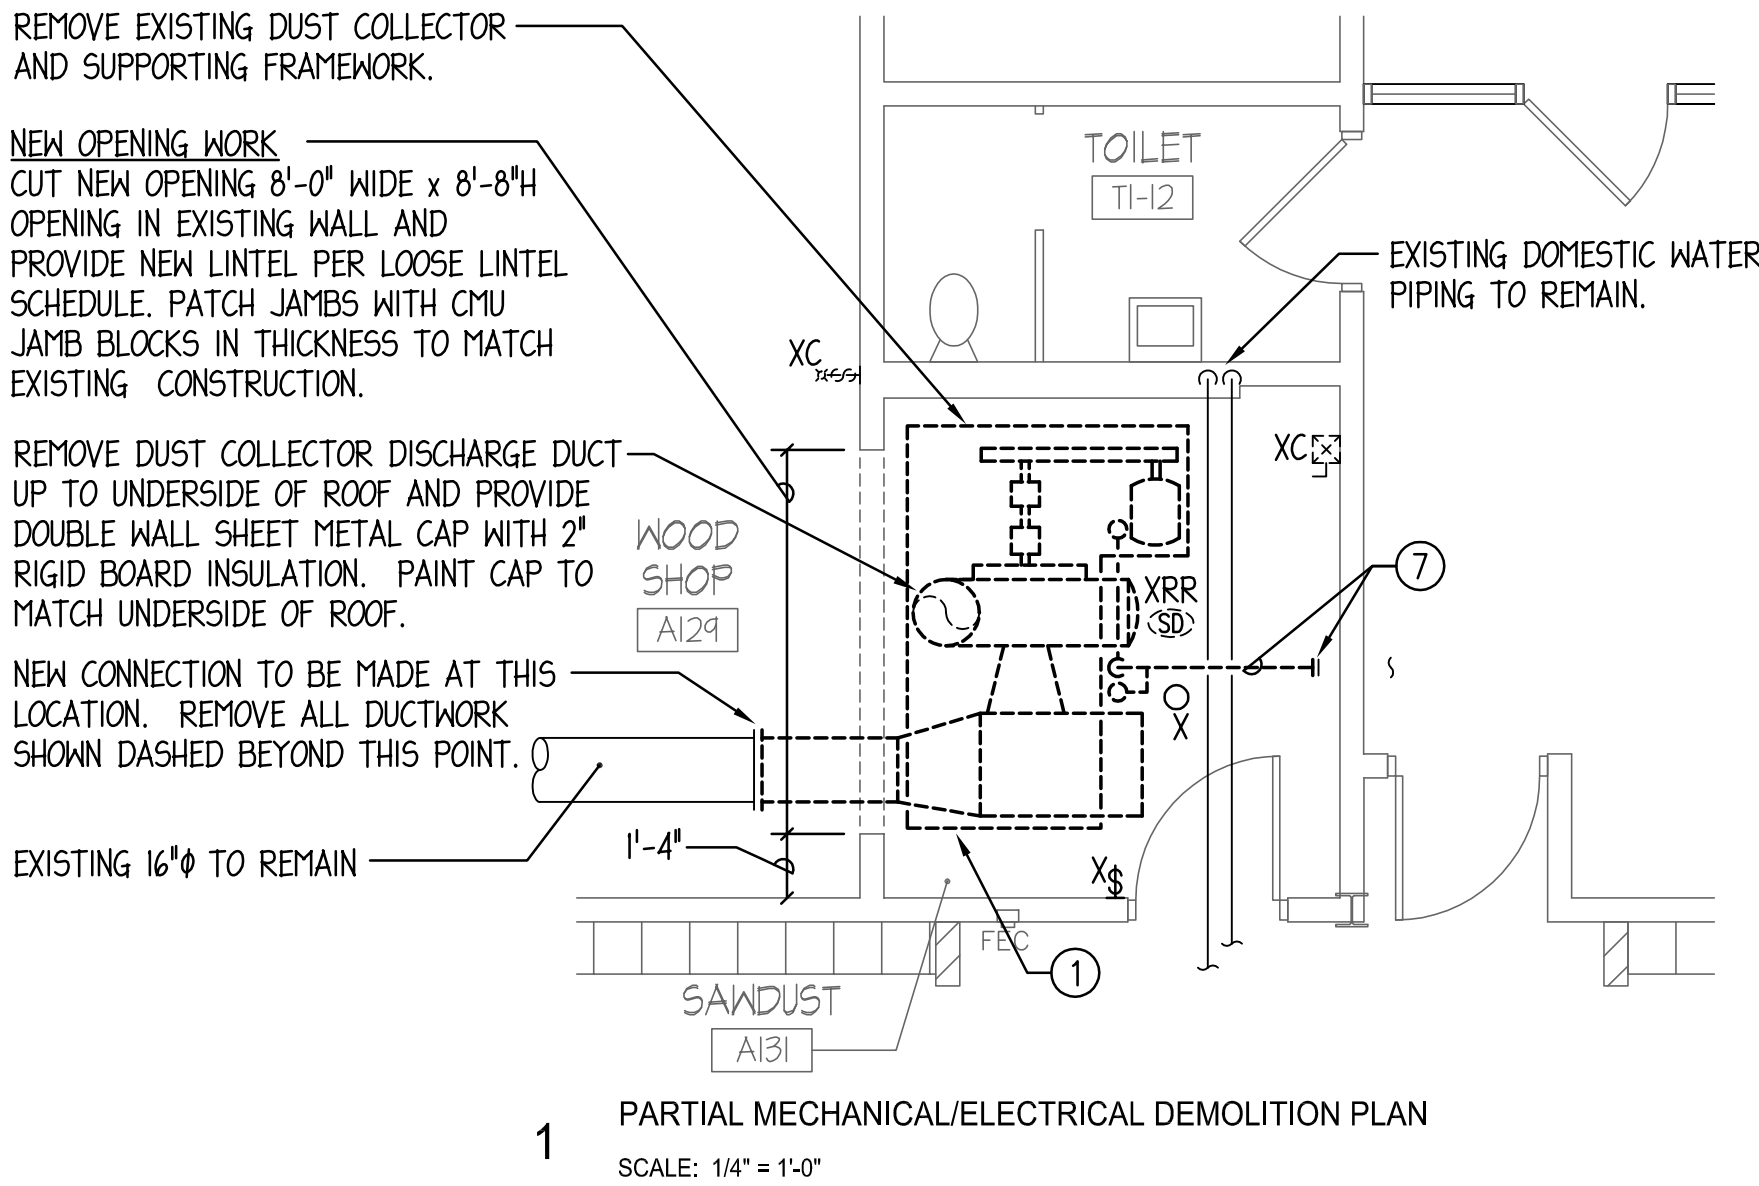 REMOVE EXISTING DUST COLLECTOR
AND SUPPORTING FRAMEWORK.
NEW OPENING WORK
CUT NEW OPENING 8'-0" WIDE x 8'-8"H
OPENING IN EXISTING WALL AND
PROVIDE NEW LINTEL PER LOOSE LINTEL
SCHEDULE. PATCH JAMBS WITH CMU
JAMB BLOCKS IN THICKNESS TO MATCH
EXISTING CONSTRUCTION.
REMOVE DUST COLLECTOR DISCHARGE DUCT
UP TO UNDERSIDE OF ROOF AND PROVIDE
DOUBLE WALL SHEET METAL CAP WITH 2"
RIGID BOARD INSULATION. PAINT CAP TO
MATCH UNDERSIDE OF ROOF.
NEW CONNECTION TO BE MADE AT THIS
LOCATION. REMOVE ALL DUCTWORK
SHOWN DASHED BEYOND THIS POINT.
EXISTING 16"ϕ TO REMAIN
1'-4"
WOOD
SHOP
A129
XC
TOILET
T1-12
EXISTING DOMESTIC WATER
PIPING TO REMAIN.
XC
7
XRR
SD
X
X$
FEC
1
SAWDUST
A131
1
PARTIAL MECHANICAL/ELECTRICAL DEMOLITION PLAN
SCALE: 1/4" = 1'-0"